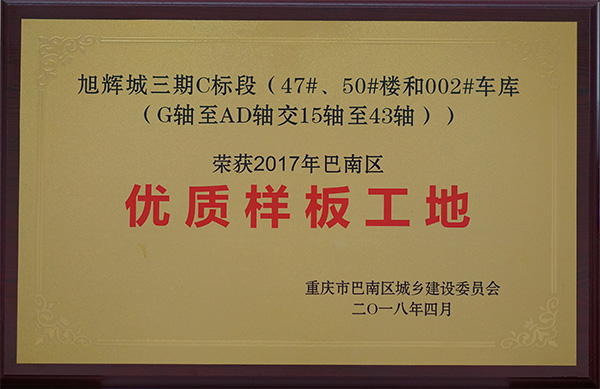 旭辉城三期C标段（47#、50#楼和002#车库
（G轴至AD轴交15轴至43轴））
荣获2017年巴南区
优质样板工地
重庆市巴南区城乡建设委员会
二〇一八年四月